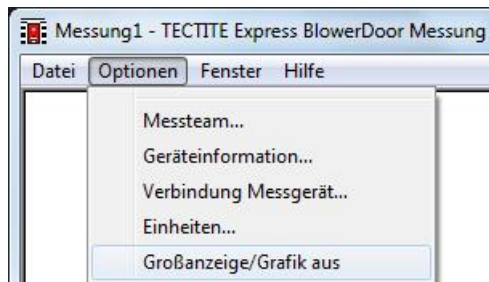 Messung1 - TECTITE Express BlowerDoor Messung
Datei Optionen Fenster Hilfe
Messteam...
Geräteinformation...
Verbindung Messgerät...
Einheiten...
Großanzeige/Grafik aus